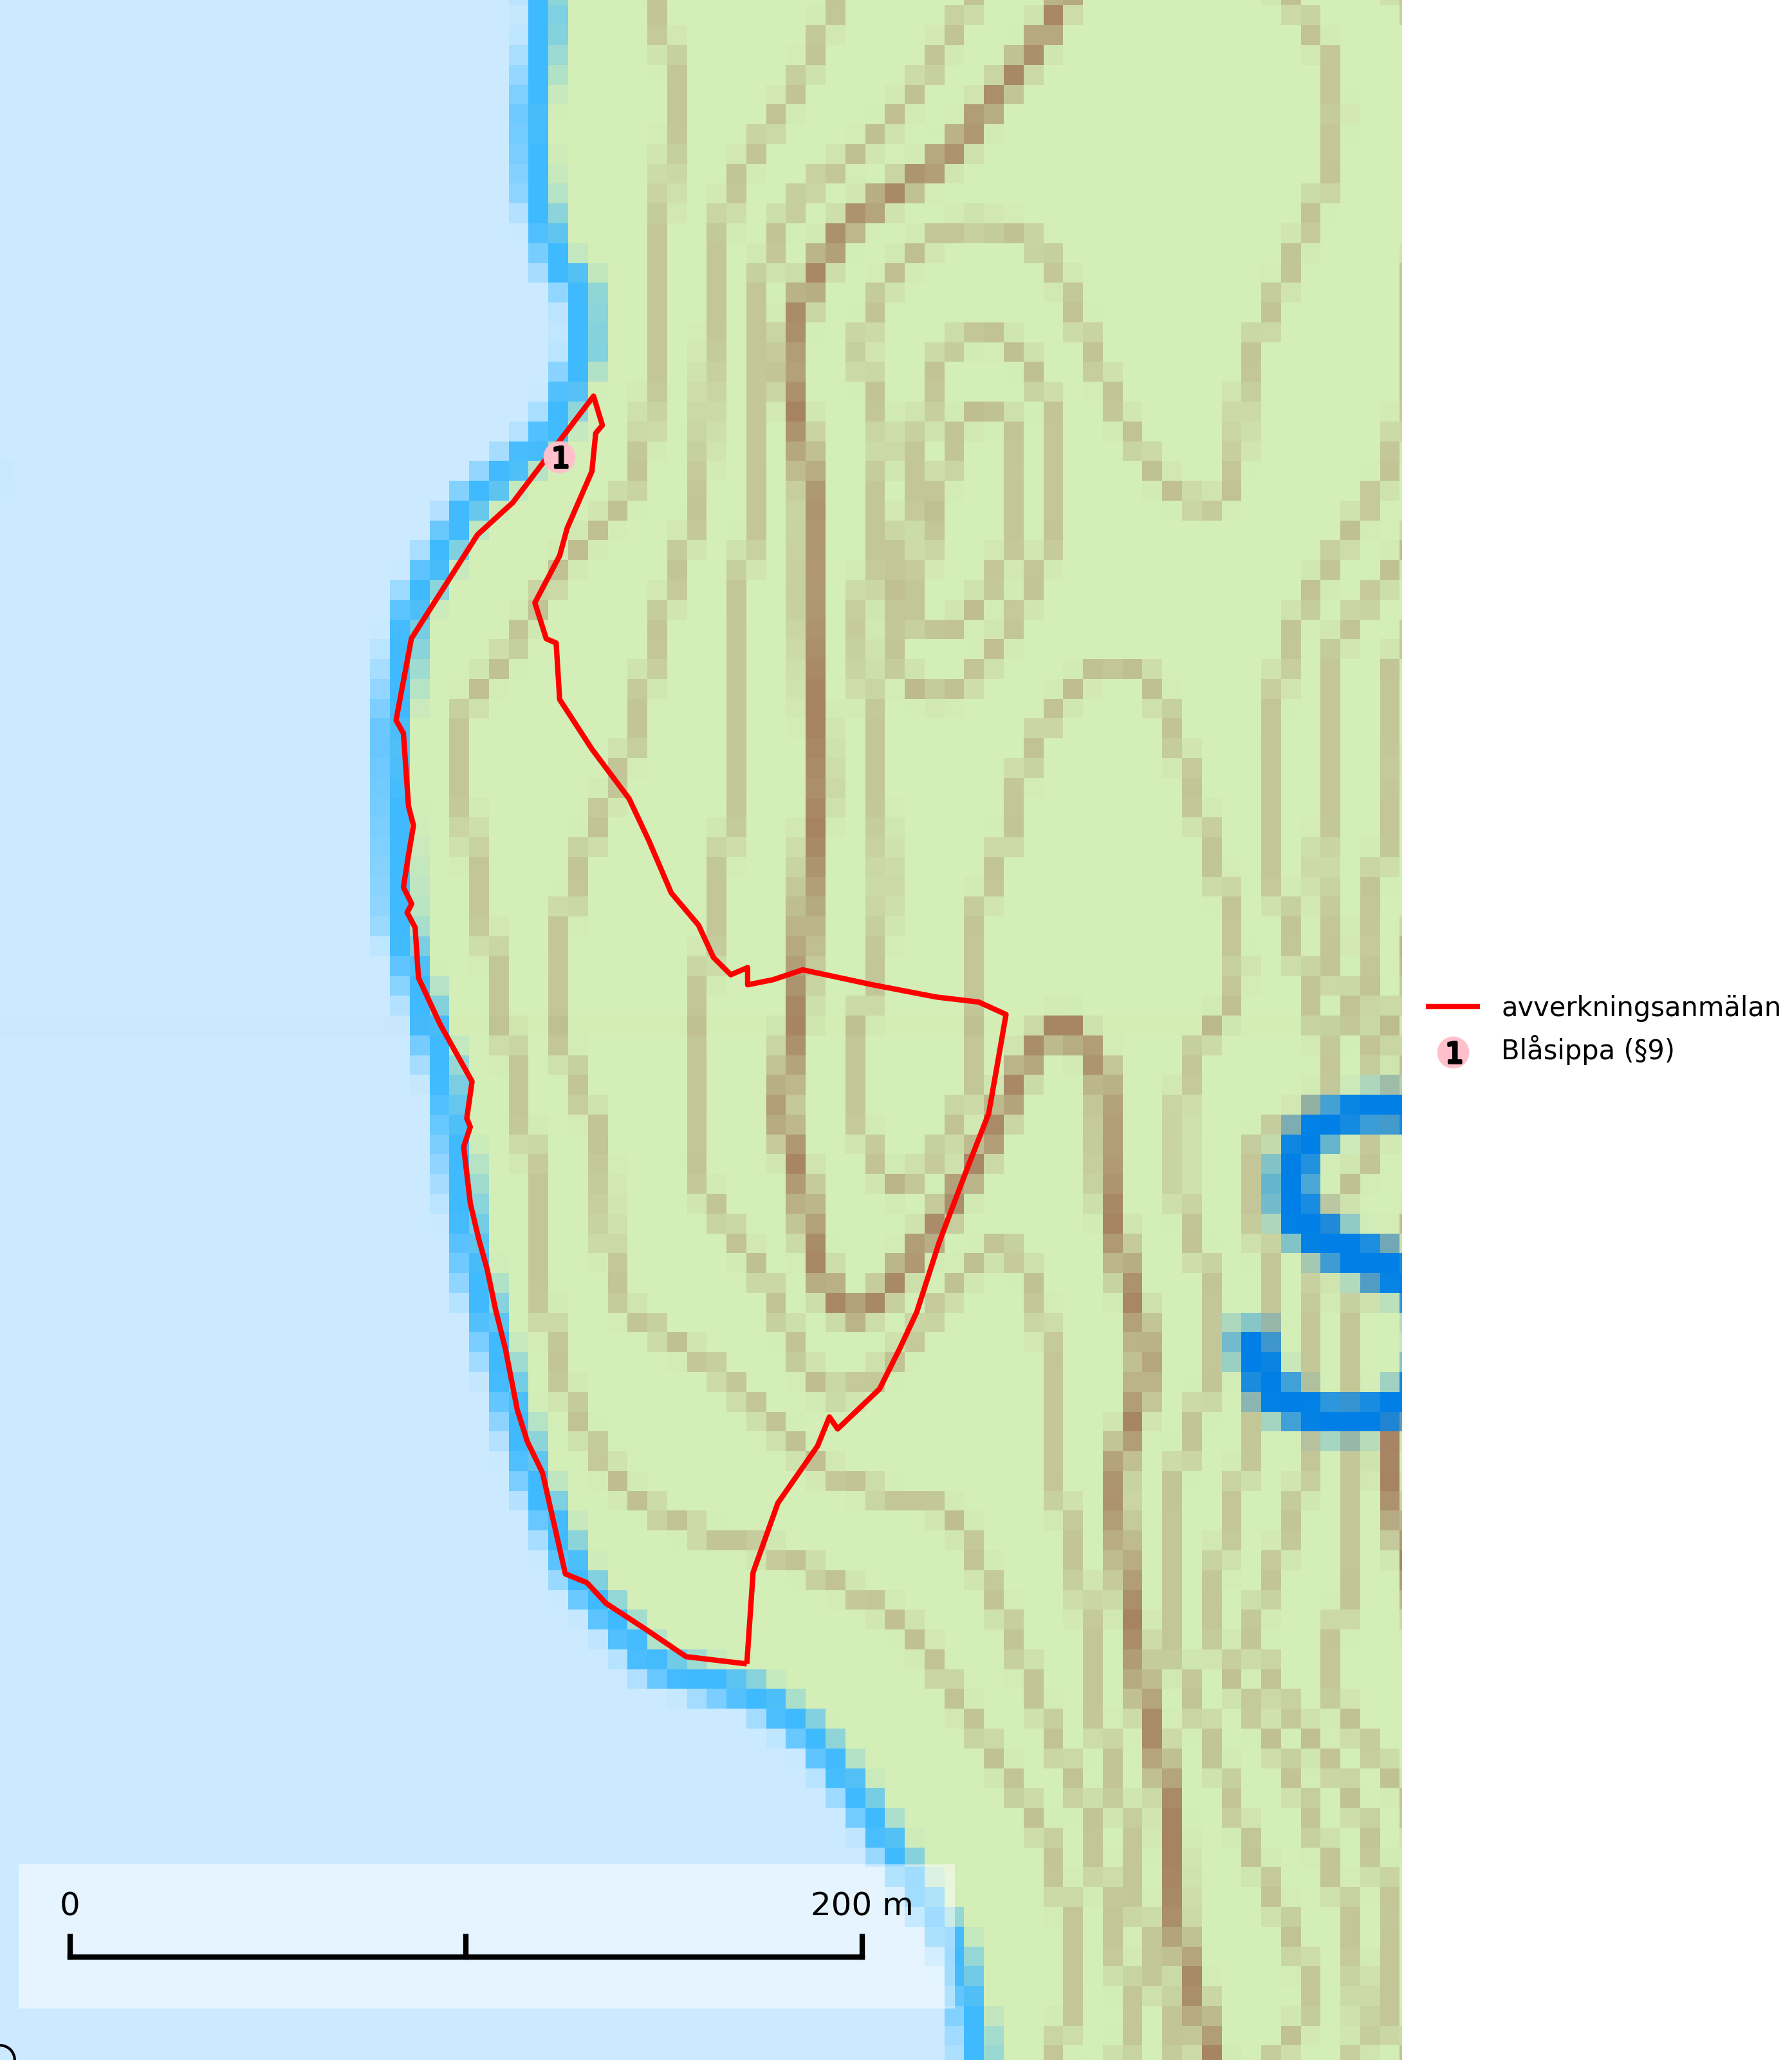 1
avverkningsanmälan
1 Blåsippa (§9)
0 200 m